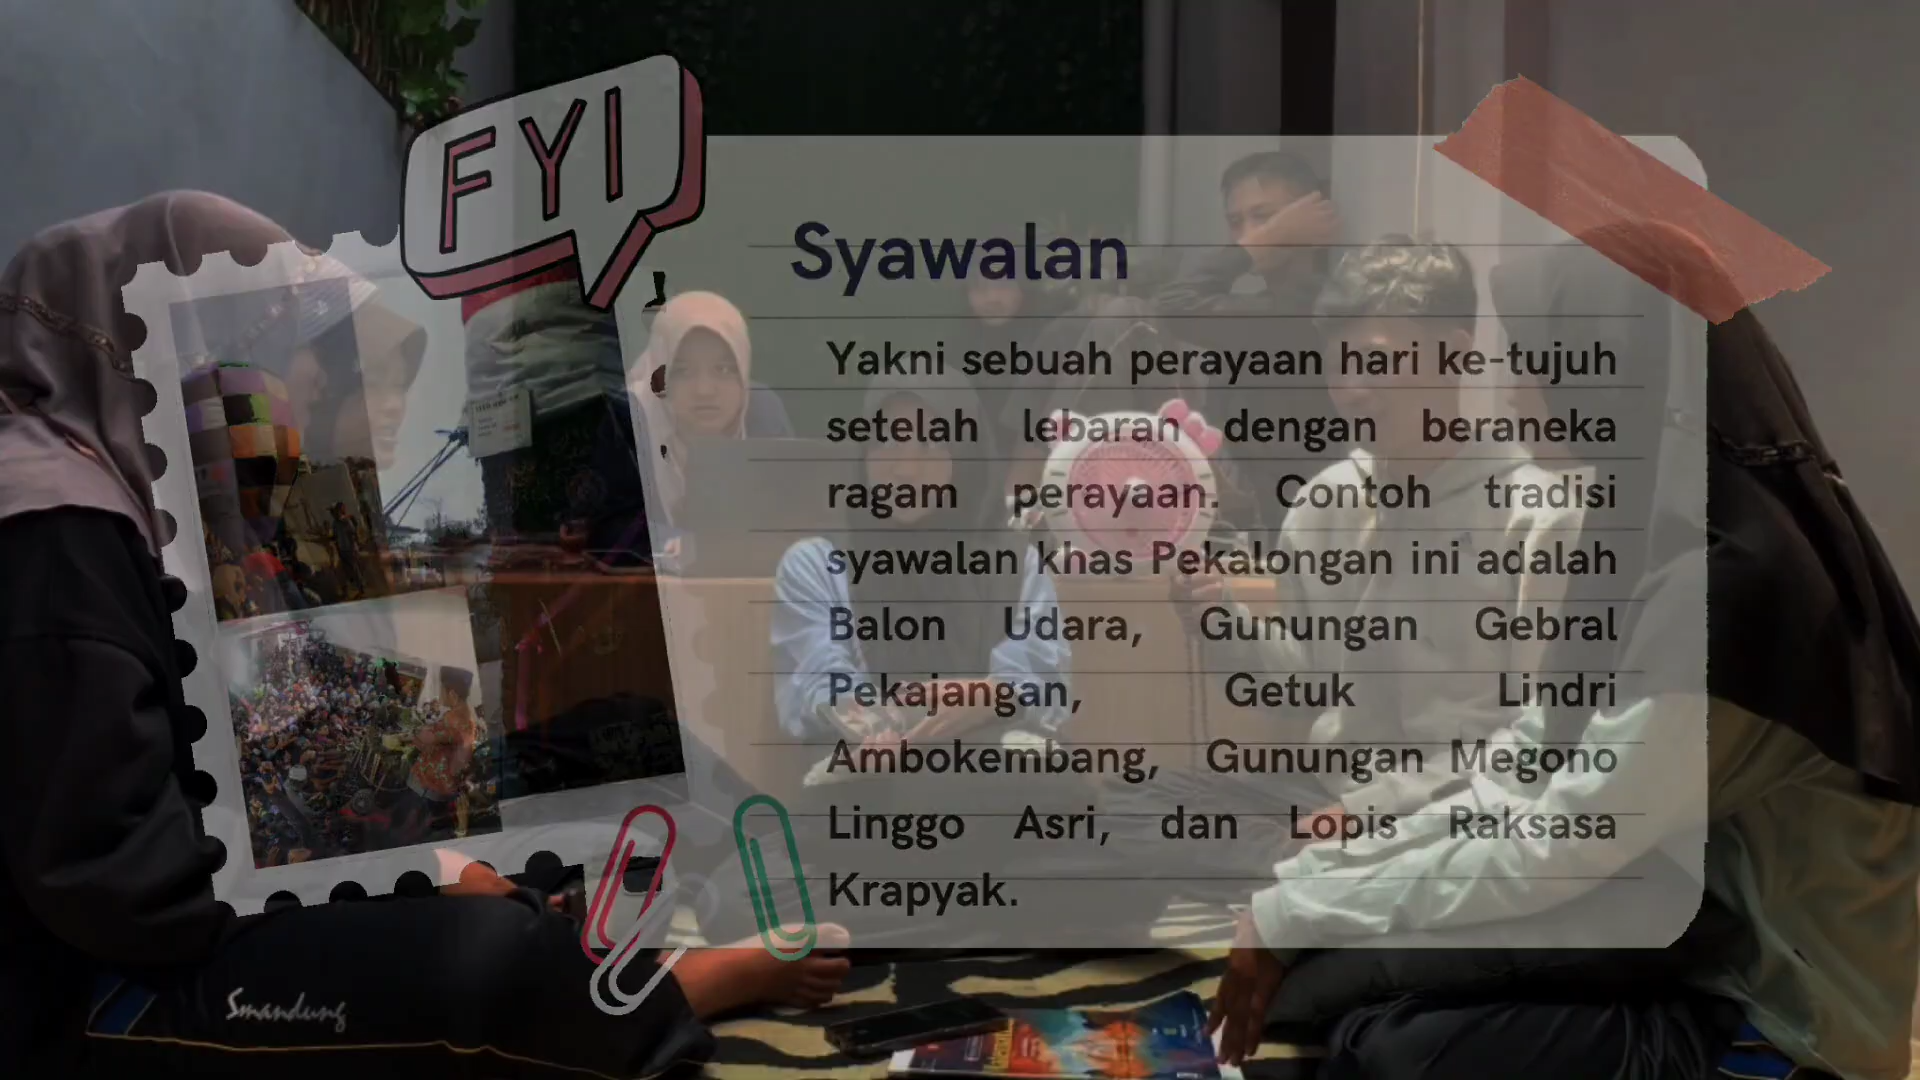 FYI
Syawalan
Yakni sebuah perayaan hari ke-tujuh
setelah lebaran dengan beraneka
ragam perayaan. Contoh tradisi
syawalan khas Pekalongan ini adalah
Balon Udara, Gunungan Gebral
Pekajangan, Getuk Lindri
Ambokembang, Gunungan Megono
Linggo Asri, dan Lopis Raksasa
Krapyak.
Smandung